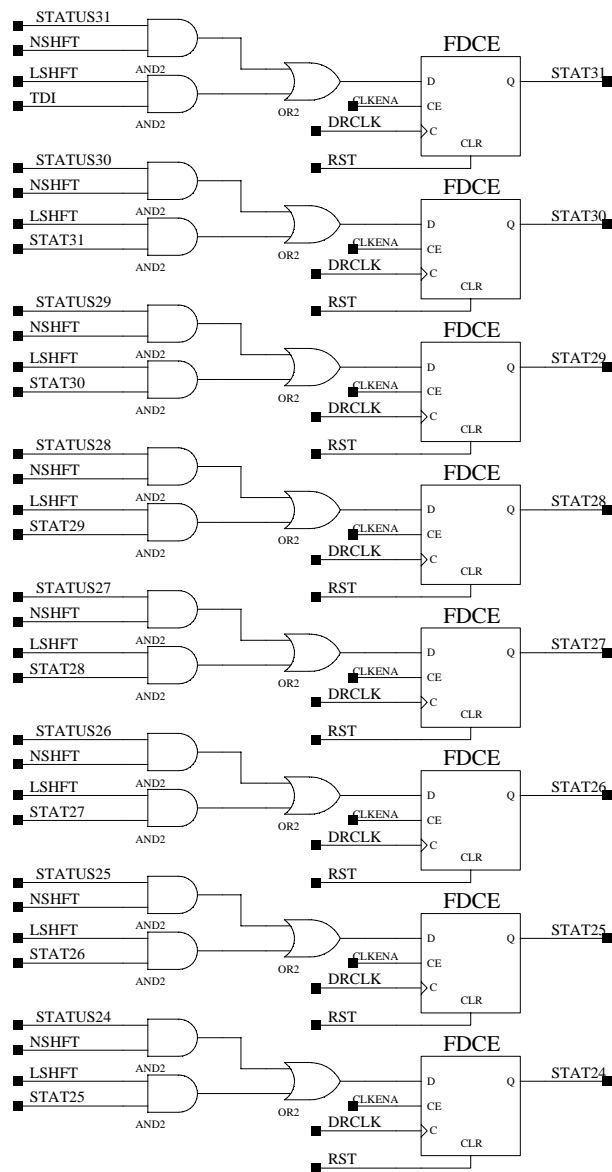 STATUS31
NSHFT
AND2
LSHFT
TDI
AND2
OR2
FDCE
D
Q
STAT31
CLKENA
CE
DRCLK
C
CLR
RST
STATUS30
NSHFT
AND2
LSHFT
STAT31
AND2
OR2
FDCE
D
Q
STAT30
CLKENA
CE
DRCLK
C
CLR
RST
STATUS29
NSHFT
AND2
LSHFT
STAT30
AND2
OR2
FDCE
D
Q
STAT29
CLKENA
CE
DRCLK
C
CLR
RST
STATUS28
NSHFT
AND2
LSHFT
STAT29
AND2
OR2
FDCE
D
Q
STAT28
CLKENA
CE
DRCLK
C
CLR
RST
STATUS27
NSHFT
AND2
LSHFT
STAT28
AND2
OR2
FDCE
D
Q
STAT27
CLKENA
CE
DRCLK
C
CLR
RST
STATUS26
NSHFT
AND2
LSHFT
STAT27
AND2
OR2
FDCE
D
Q
STAT26
CLKENA
CE
DRCLK
C
CLR
RST
STATUS25
NSHFT
AND2
LSHFT
STAT26
AND2
OR2
FDCE
D
Q
STAT25
CLKENA
CE
DRCLK
C
CLR
RST
STATUS24
NSHFT
AND2
LSHFT
STAT25
AND2
OR2
FDCE
D
Q
STAT24
CLKENA
CE
DRCLK
C
CLR
RST